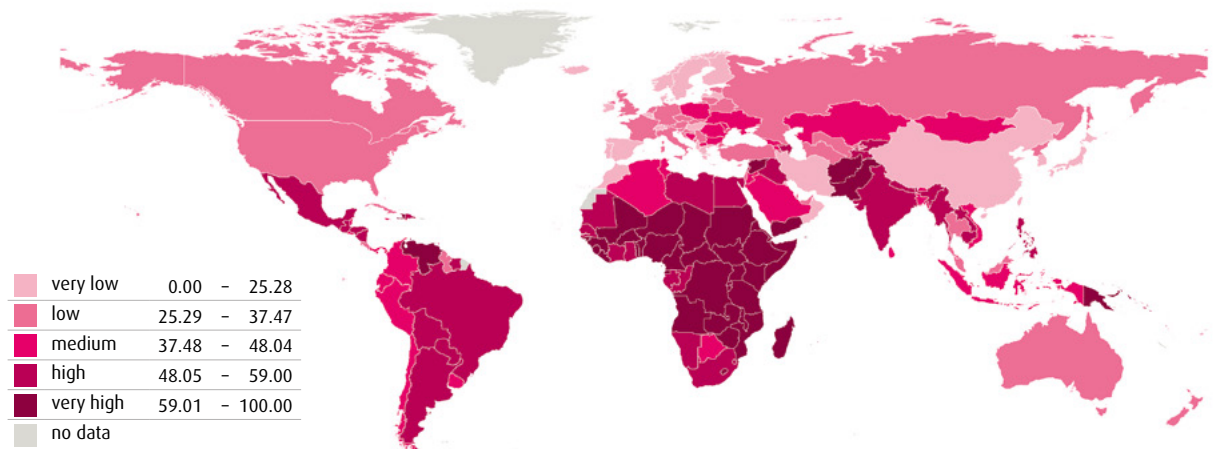 very low 0.00 – 25.28
low 25.29 – 37.47
medium 37.48 – 48.04
high 48.05 – 59.00
very high 59.01 – 100.00
no data